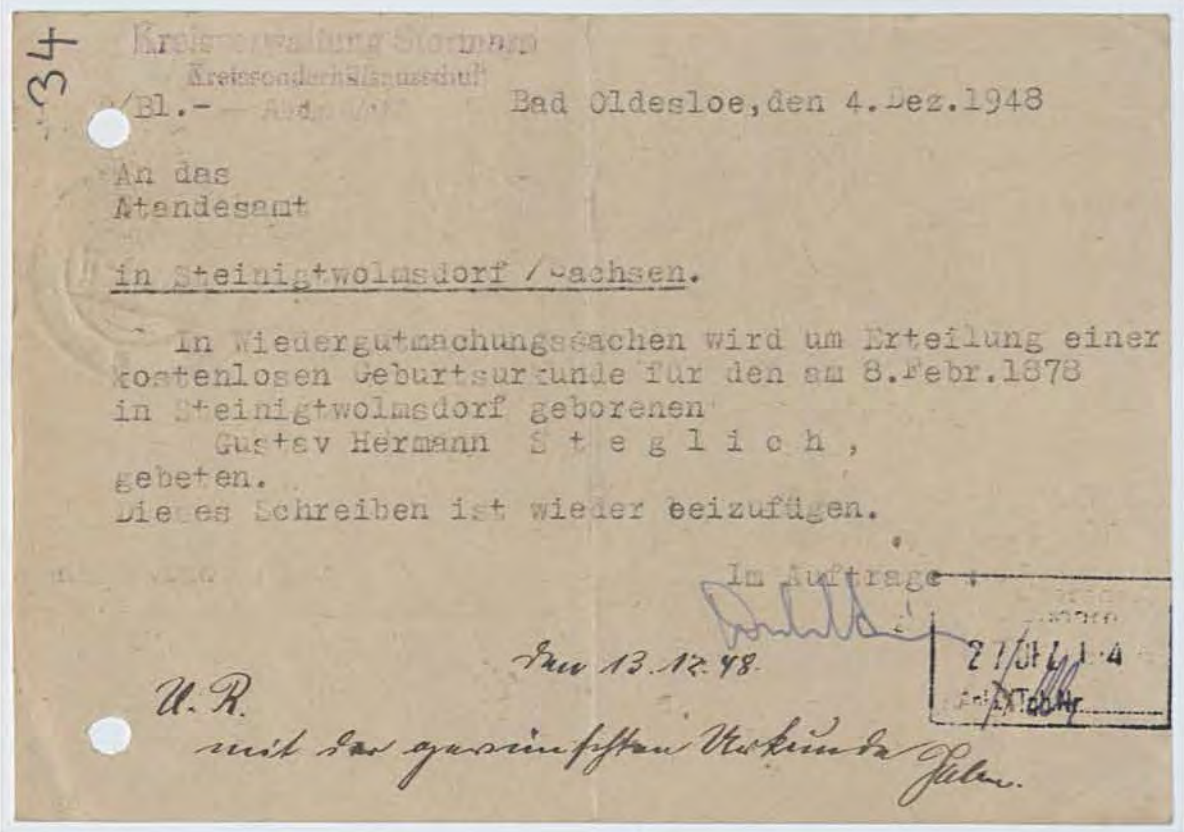 34
Kreisverwaltung Stormarn
Kreissonderhilfsausschuß
/Bl.- Bad Oldesloe,den 4.Dez.1948
An das
Atandesamt
in Steinigtwolmsdorf /Sachsen.
In Wiedergutmachungssachen wird um Erteilung einer
kostenlosen Geburtsurkunde für den am 8.Febr.1878
in Steinigtwolmsdorf geborenen
Gustav Hermann S t e g l i c h ,
gebeten.
Dieses Schreiben ist wieder beizufügen.
Im Auftrage :
den 13.12.48.
U. R.
mit der gewünschten Urkunde